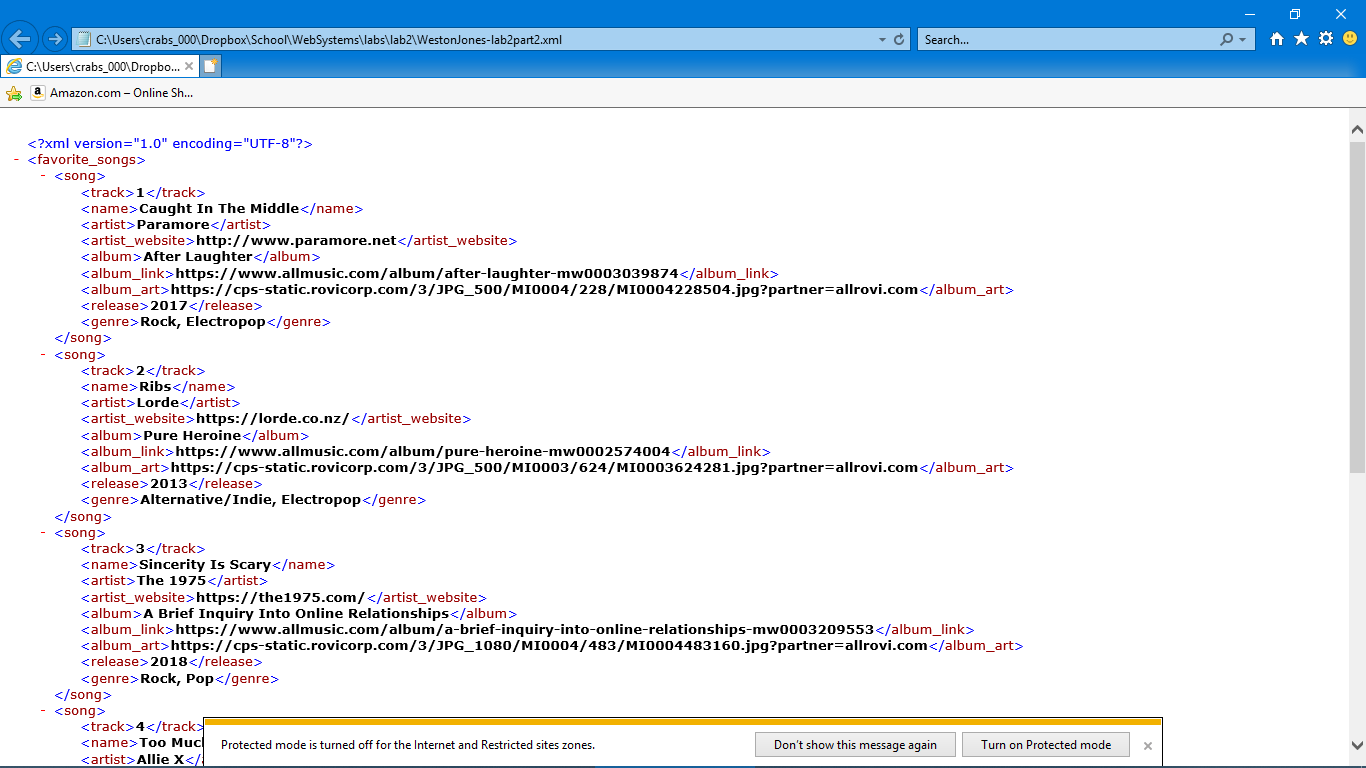 C:\Users\crabs_000\Dropbox\School\WebSystems\labs\lab2\WestonJones-lab2part2.xml
Search...
C:\Users\crabs_000\Dropbo...
Amazon.com – Online Sh...
<?xml version="1.0" encoding="UTF-8"?>
- <favorite_songs>
- <song>
<track>1</track>
<name>Caught In The Middle</name>
<artist>Paramore</artist>
<artist_website>http://www.paramore.net</artist_website>
<album>After Laughter</album>
<album_link>https://www.allmusic.com/album/after-laughter-mw0003039874</album_link>
<album_art>https://cps-static.rovicorp.com/3/JPG_500/MI0004/228/MI0004228504.jpg?partner=allrovi.com</album_art>
<release>2017</release>
<genre>Rock, Electropop</genre>
</song>
- <song>
<track>2</track>
<name>Ribs</name>
<artist>Lorde</artist>
<artist_website>https://lorde.co.nz/</artist_website>
<album>Pure Heroine</album>
<album_link>https://www.allmusic.com/album/pure-heroine-mw0002574004</album_link>
<album_art>https://cps-static.rovicorp.com/3/JPG_500/MI0003/624/MI0003624281.jpg?partner=allrovi.com</album_art>
<release>2013</release>
<genre>Alternative/Indie, Electropop</genre>
</song>
- <song>
<track>3</track>
<name>Sincerity Is Scary</name>
<artist>The 1975</artist>
<artist_website>https://the1975.com/</artist_website>
<album>A Brief Inquiry Into Online Relationships</album>
<album_link>https://www.allmusic.com/album/a-brief-inquiry-into-online-relationships-mw0003209553</album_link>
<album_art>https://cps-static.rovicorp.com/3/JPG_1080/MI0004/483/MI0004483160.jpg?partner=allrovi.com</album_art>
<release>2018</release>
<genre>Rock, Pop</genre>
</song>
- <song>
<track>4</track>
<name>Too Much
<artist>Allie X</
Protected mode is turned off for the Internet and Restricted sites zones.
Don't show this message again
Turn on Protected mode